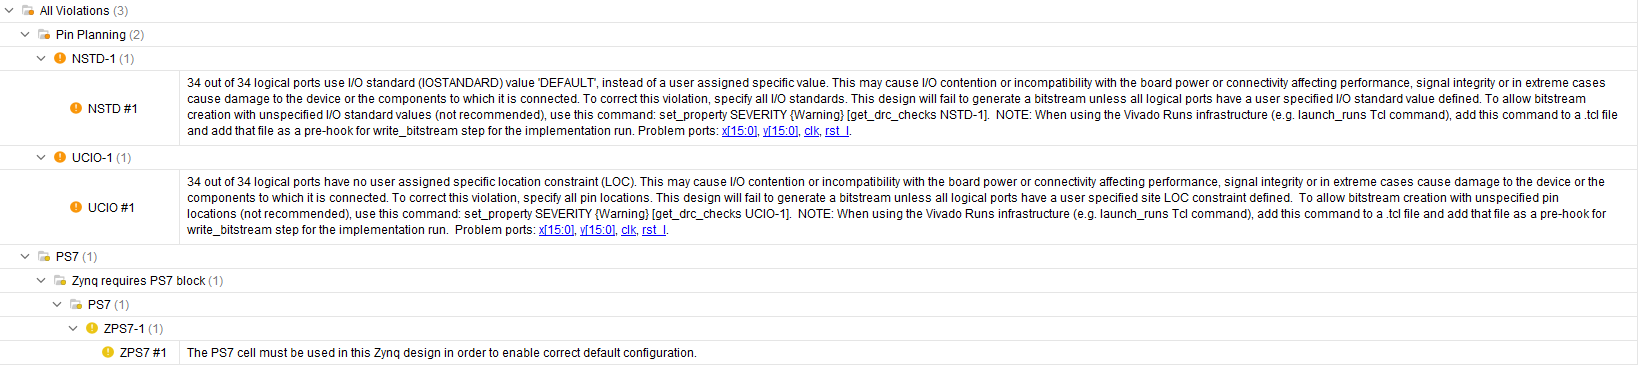 All Violations (3)
Pin Planning (2)
NSTD-1 (1)
NSTD #1
34 out of 34 logical ports use I/O standard (IOSTANDARD) value 'DEFAULT', instead of a user assigned specific value. This may cause I/O contention or incompatibility with the board power or connectivity affecting performance, signal integrity or in extreme cases
cause damage to the device or the components to which it is connected. To correct this violation, specify all I/O standards. This design will fail to generate a bitstream unless all logical ports have a user specified I/O standard value defined. To allow bitstream
creation with unspecified I/O standard values (not recommended), use this command: set_property SEVERITY {Warning} [get_drc_checks NSTD-1].  NOTE: When using the Vivado Runs infrastructure (e.g. launch_runs Tcl command), add this command to a .tcl file
and add that file as a pre-hook for write_bitstream step for the implementation run. Problem ports: x[15:0], y[15:0], clk, rst_l.
UCIO-1 (1)
UCIO #1
34 out of 34 logical ports have no user assigned specific location constraint (LOC). This may cause I/O contention or incompatibility with the board power or connectivity affecting performance, signal integrity or in extreme cases cause damage to the device or the
components to which it is connected. To correct this violation, specify all pin locations. This design will fail to generate a bitstream unless all logical ports have a user specified site LOC constraint defined.  To allow bitstream creation with unspecified pin
locations (not recommended), use this command: set_property SEVERITY {Warning} [get_drc_checks UCIO-1].  NOTE: When using the Vivado Runs infrastructure (e.g. launch_runs Tcl command), add this command to a .tcl file and add that file as a pre-hook for
write_bitstream step for the implementation run.  Problem ports: x[15:0], y[15:0], clk, rst_l.
PS7 (1)
Zynq requires PS7 block (1)
PS7 (1)
ZPS7-1 (1)
ZPS7 #1
The PS7 cell must be used in this Zynq design in order to enable correct default configuration.